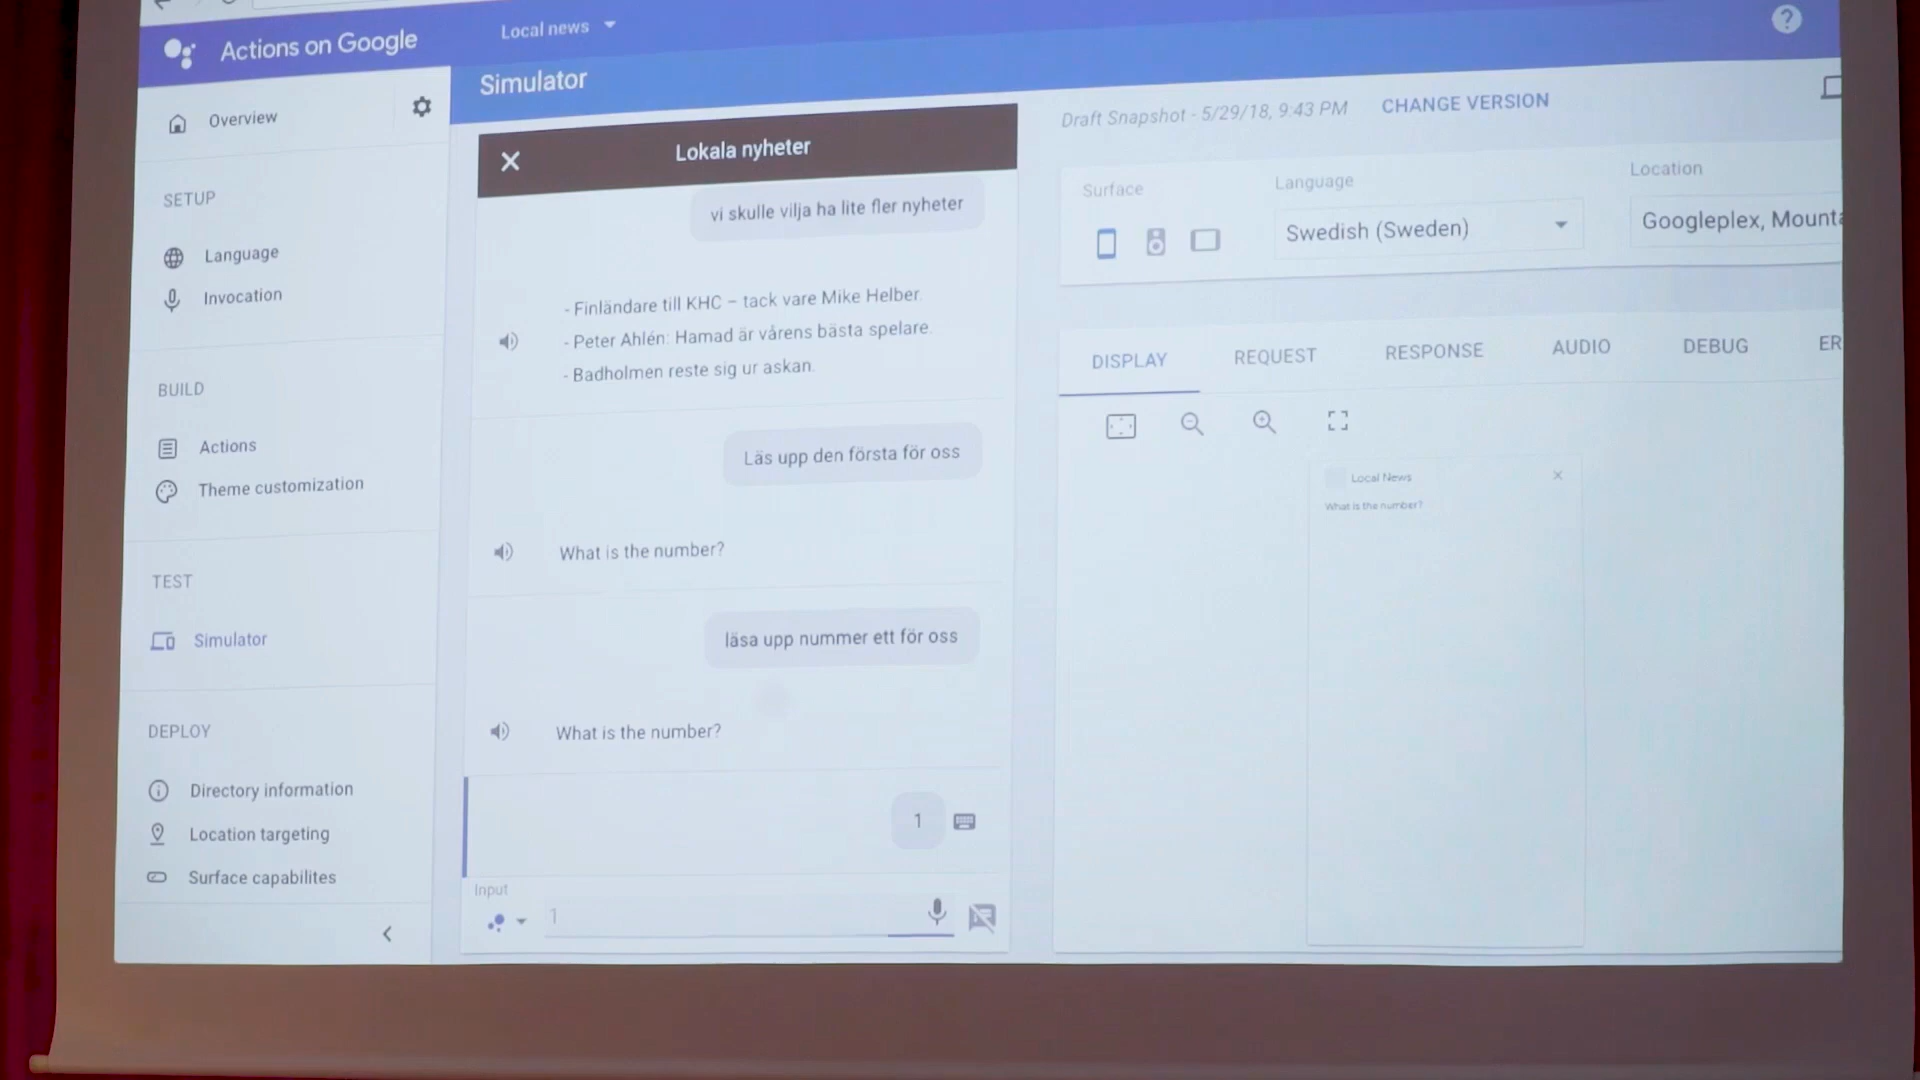 Actions on Google
Local news
Overview
SETUP
Language
Invocation
BUILD
Actions
Theme customization
TEST
Simulator
DEPLOY
Directory information
Location targeting
Surface capabilites
Simulator
Lokala nyheter
vi skulle vilja ha lite fler nyheter
- Finländare till KHC – tack vare Mike Helber.
- Peter Ahlén: Hamad är vårens bästa spelare.
- Badholmen reste sig ur askan.
Läs upp den första för oss
What is the number?
läsa upp nummer ett för oss
What is the number?
1
Input
1
Draft Snapshot - 5/29/18, 9:43 PM
CHANGE VERSION
Surface
Language
Swedish (Sweden)
Location
Googleplex, Mounta
DISPLAY
REQUEST
RESPONSE
AUDIO
DEBUG
ER
Local News
What is the number?